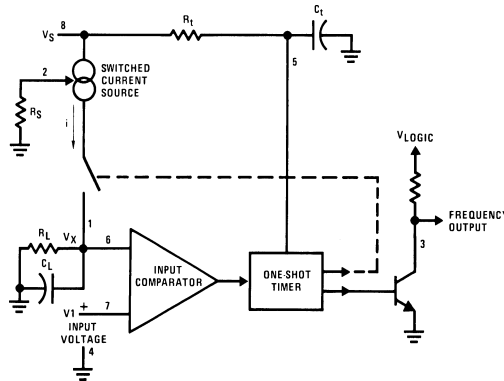 8
VS
Rt
Ct
2
SWITCHED
CURRENT
SOURCE
5
RS
i
VLOGIC
1
RL
VX
6
CL
INPUT
COMPARATOR
ONE-SHOT
TIMER
FREQUENCY
OUTPUT
3
+
V1
7
INPUT
VOLTAGE
4